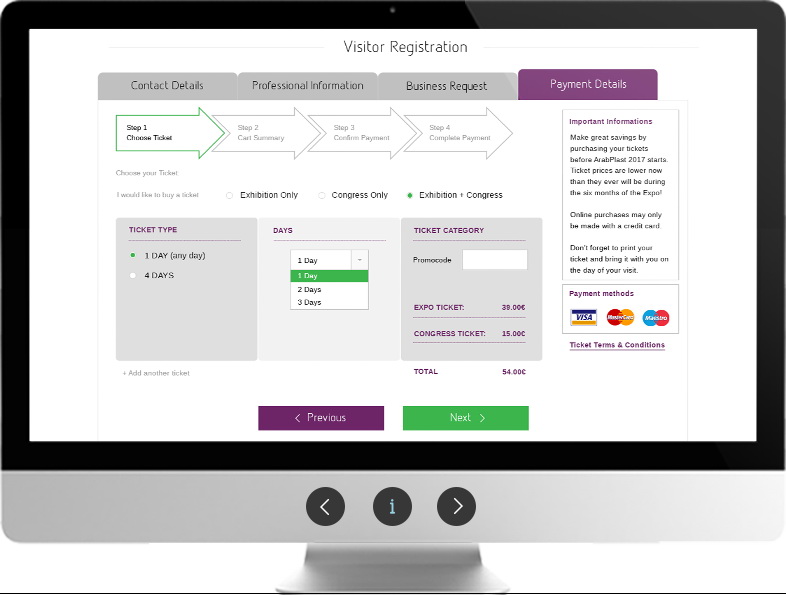 Visitor Registration
Contact Details
Professional Information
Business Request
Payment Details
Step 1
Choose Ticket
Step 2
Cart Summary
Step 3
Confirm Payment
Step 4
Complete Payment
Choose your Ticket
I would like to buy a ticket
Exhibition Only
Congress Only
Exhibition + Congress
TICKET TYPE
1 DAY (any day)
4 DAYS
DAYS
1 Day
1 Day
2 Days
3 Days
TICKET CATEGORY
Promocode
EXPO TICKET: 39.00€
CONGRESS TICKET: 15.00€
TOTAL 54.00€
+ Add another ticket
Previous
Next
Important Informations
Make great savings by
purchasing your tickets
before ArabPlast 2017 starts.
Ticket prices are lower now
than they ever will be during
the six months of the Expo!
Online purchases may only
be made with a credit card.
Don't forget to print your
ticket and bring it with you on
the day of your visit.
Payment methods
VISA
MasterCard
Maestro
Ticket Terms & Conditions
i